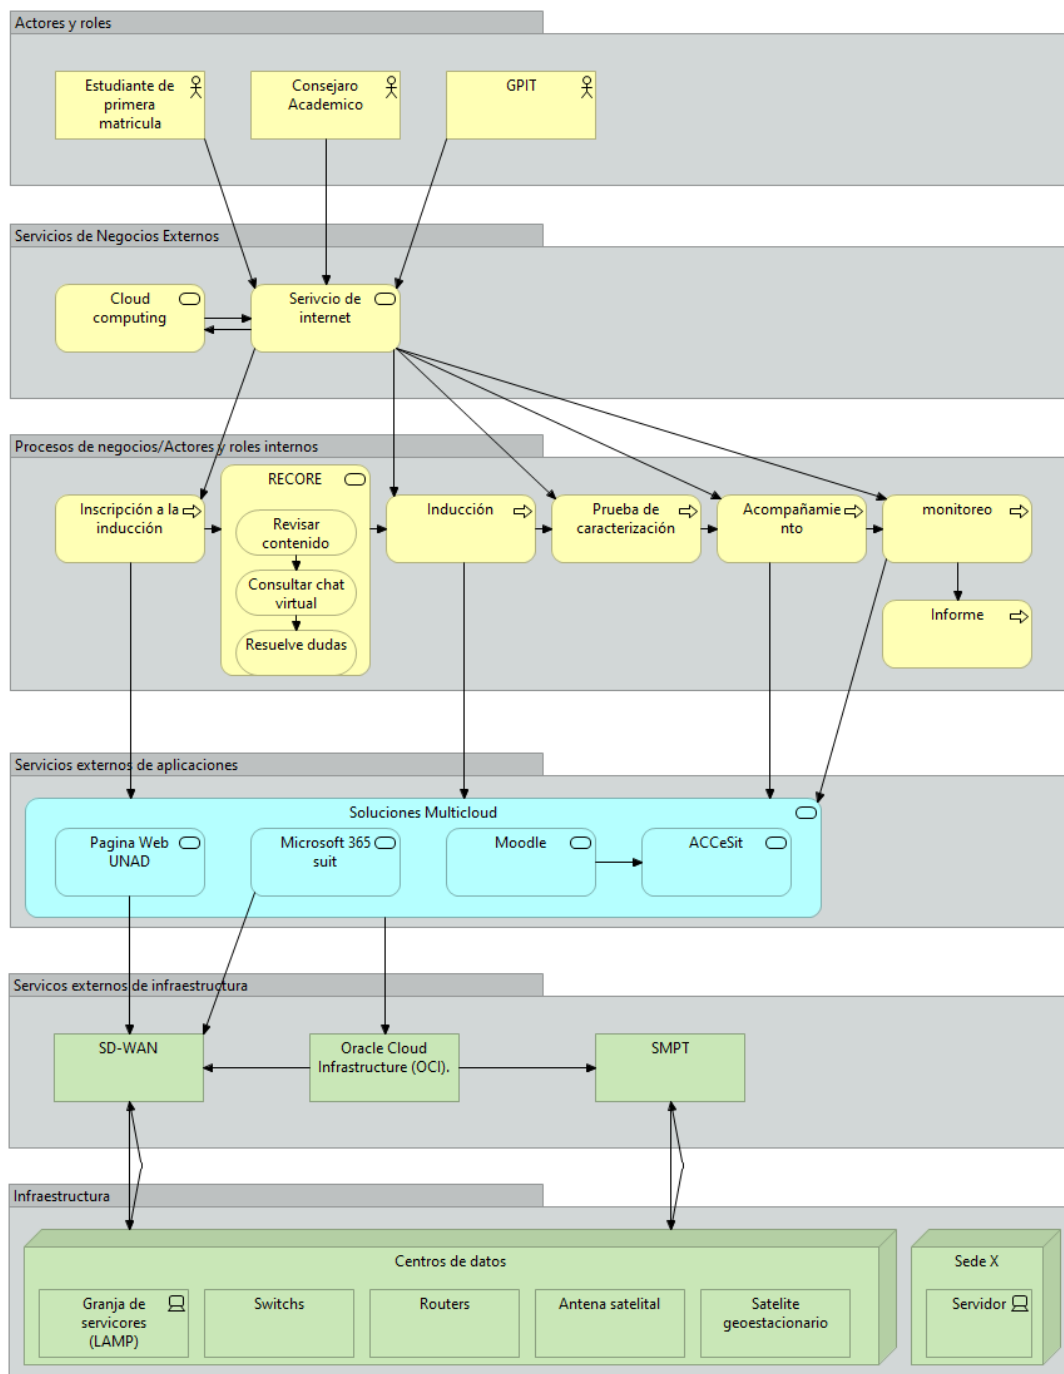 Actores y roles
Estudiante de
primera
matricula
Consejaro
Academico
GPIT
Servicios de Negocios Externos
Cloud
computing
Serivcio de
internet
Procesos de negocios/Actores y roles internos
Inscripción a la
inducción
RECORE
Revisar
contenido
Consultar chat
virtual
Resuelve dudas
Inducción
Prueba de
caracterización
Acompañamie
nto
monitoreo
Informe
Servicios externos de aplicaciones
Soluciones Multicloud
Pagina Web
UNAD
Microsoft 365
suit
Moodle
ACCeSit
Servicos externos de infraestructura
SD-WAN
Oracle Cloud
Infrastructure (OCI).
SMPT
Infraestructura
Centros de datos
Granja de
servicores
(LAMP)
Switchs
Routers
Antena satelital
Satelite
geoestacionario
Sede X
Servidor